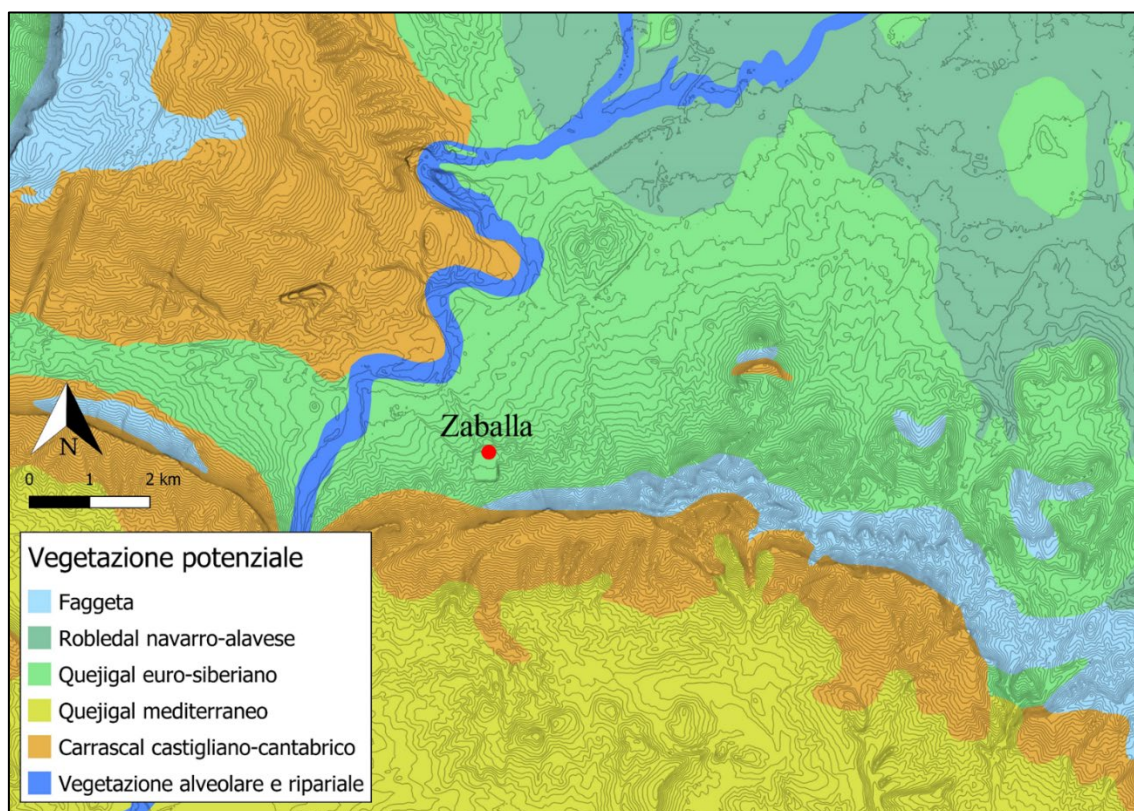 Zaballa
N
0 1 2 km
Vegetazione potenziale
Faggeta
Robledal navarro-alavese
Quejigal euro-siberiano
Quejigal mediterraneo
Carrascal castigliano-cantabrico
Vegetazione alveolare e ripariale